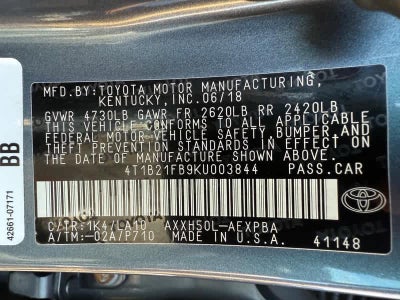 MFD.BY:TOYOTA MOTOR MANUFACTURING,
KENTUCKY, INC.06/18
GVWR 4730LB GAWR FR 2620LB RR 2420LB
THIS VEHICLE CONFORMS TO ALL APPLICABLE
FEDERAL MOTOR VEHICLE SAFETY, BUMPER, AND
THEFT PREVENTION STANDARDS IN EFFECT ON
THE DATE OF MANUFACTURE SHOWN ABOVE.
4T1B21FB9KU003844 PASS.CAR
C/TR:1K4/LA10 AXXH50L-AEXPBA
A/TM:-02A/P710 MADE IN U.S.A. 41148
TOYOTA
BB
42661-07171